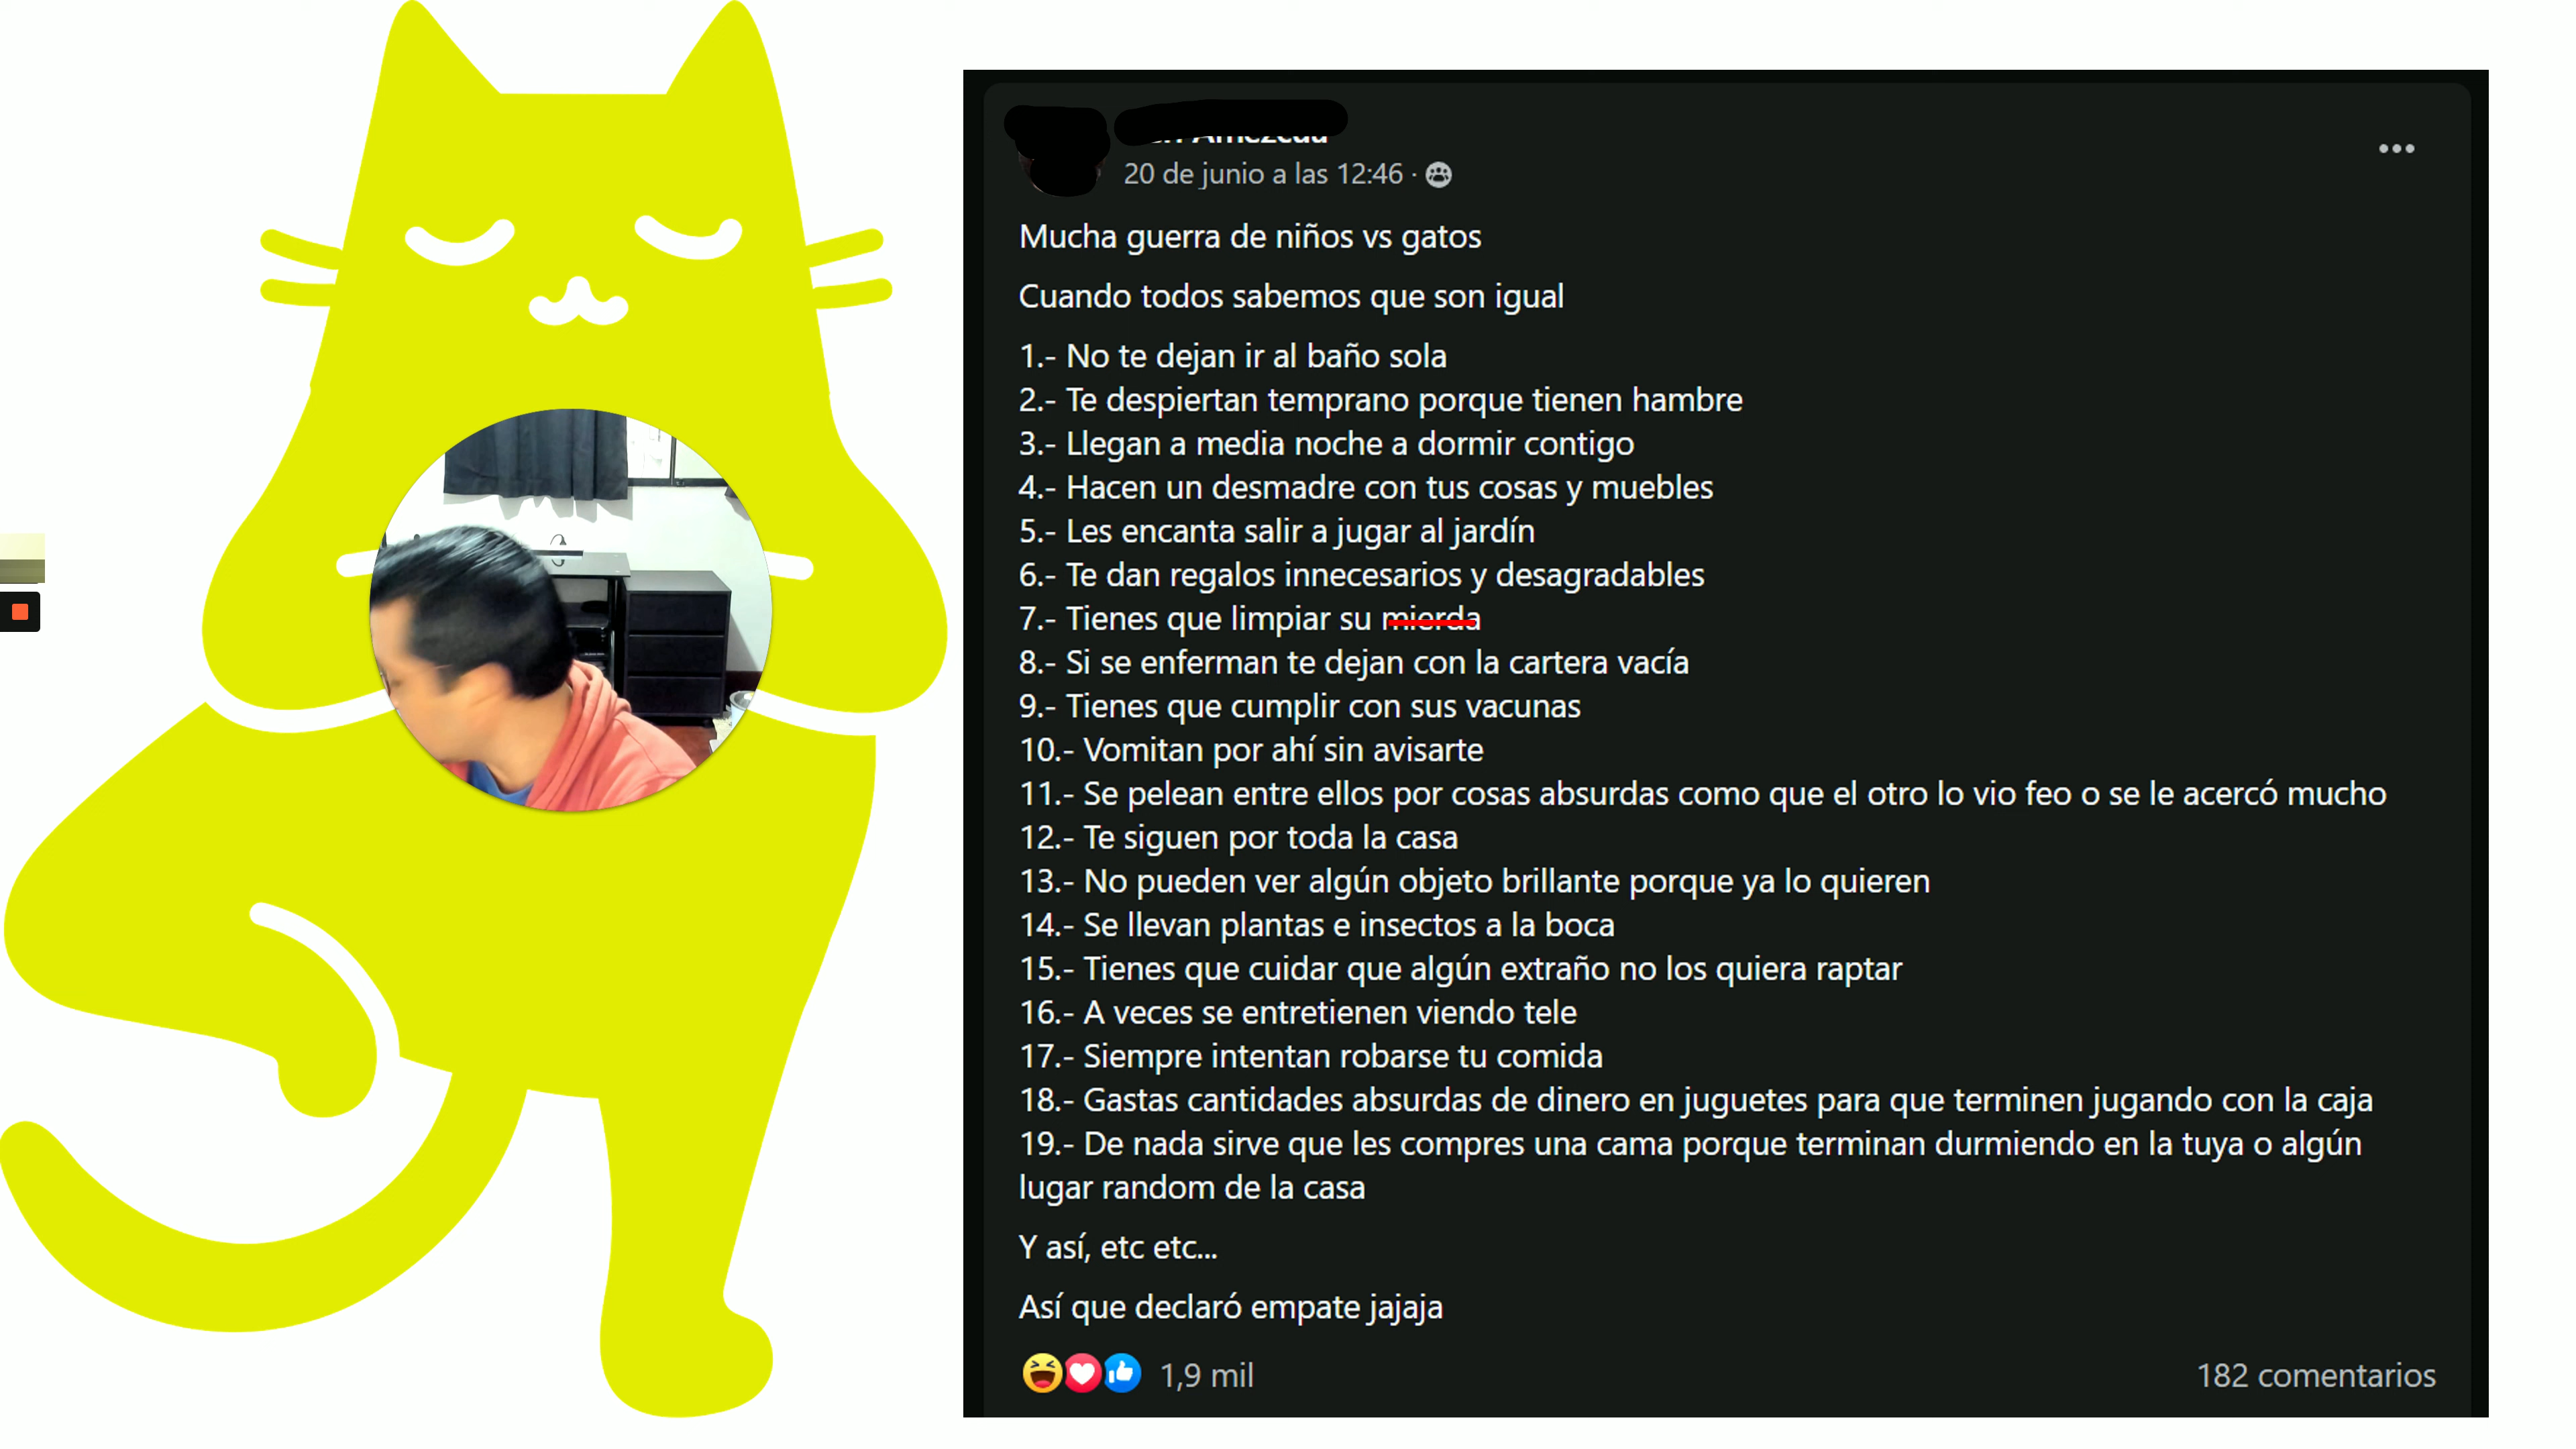 20 de junio a las 12:46 ·
Mucha guerra de niños vs gatos
Cuando todos sabemos que son igual
1.- No te dejan ir al baño sola
2.- Te despiertan temprano porque tienen hambre
3.- Llegan a media noche a dormir contigo
4.- Hacen un desmadre con tus cosas y muebles
5.- Les encanta salir a jugar al jardín
6.- Te dan regalos innecesarios y desagradables
7.- Tienes que limpiar su mierda
8.- Si se enferman te dejan con la cartera vacía
9.- Tienes que cumplir con sus vacunas
10.- Vomitan por ahí sin avisarte
11.- Se pelean entre ellos por cosas absurdas como que el otro lo vio feo o se le acercó mucho
12.- Te siguen por toda la casa
13.- No pueden ver algún objeto brillante porque ya lo quieren
14.- Se llevan plantas e insectos a la boca
15.- Tienes que cuidar que algún extraño no los quiera raptar
16.- A veces se entretienen viendo tele
17.- Siempre intentan robarse tu comida
18.- Gastas cantidades absurdas de dinero en juguetes para que terminen jugando con la caja
19.- De nada sirve que les compres una cama porque terminan durmiendo en la tuya o algún
lugar random de la casa
Y así, etc etc...
Así que declaró empate jajaja
1,9 mil
182 comentarios